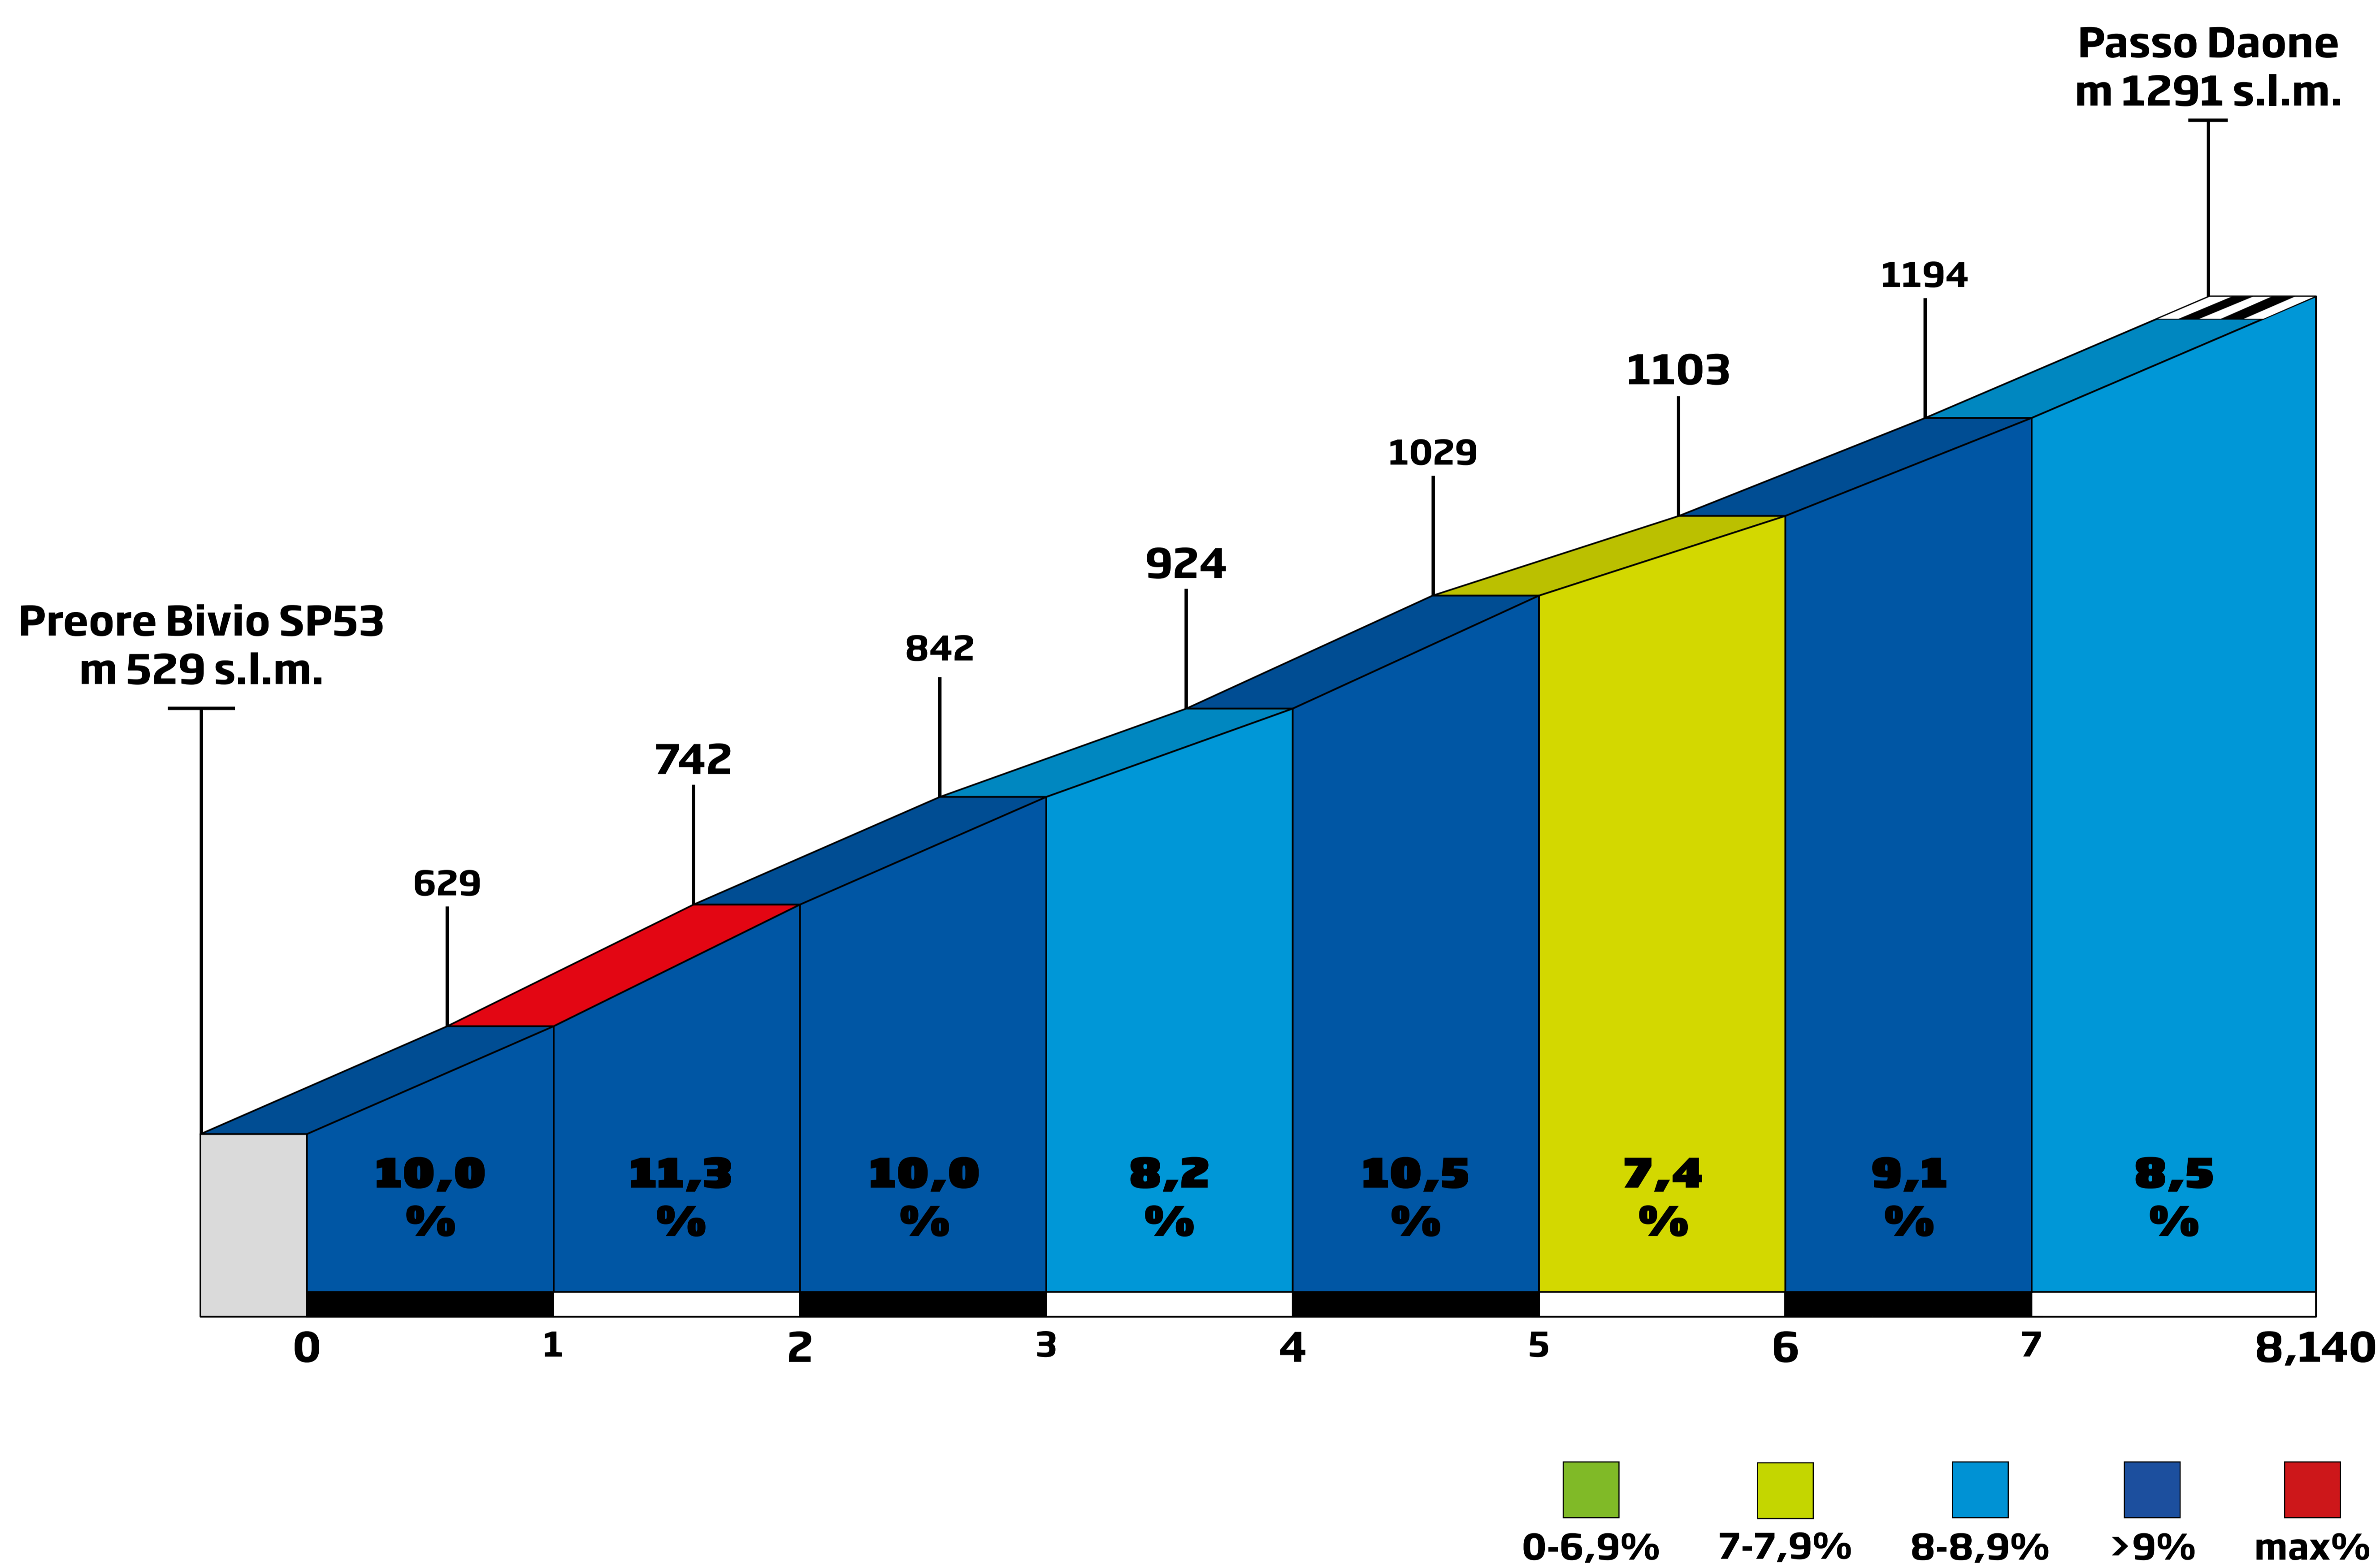 Passo Daone
m 1291 s.l.m.
1194
1103
1029
924
Preore Bivio SP53
m 529 s.l.m.
842
742
629
10,0 11,3 10,0 8,2 10,5 7,4 9,1 8,5
% % % % % % % %
0 1 2 3 4 5 6 7 8,140
0-6,9% 7-7,9% 8-8,9% >9% max%